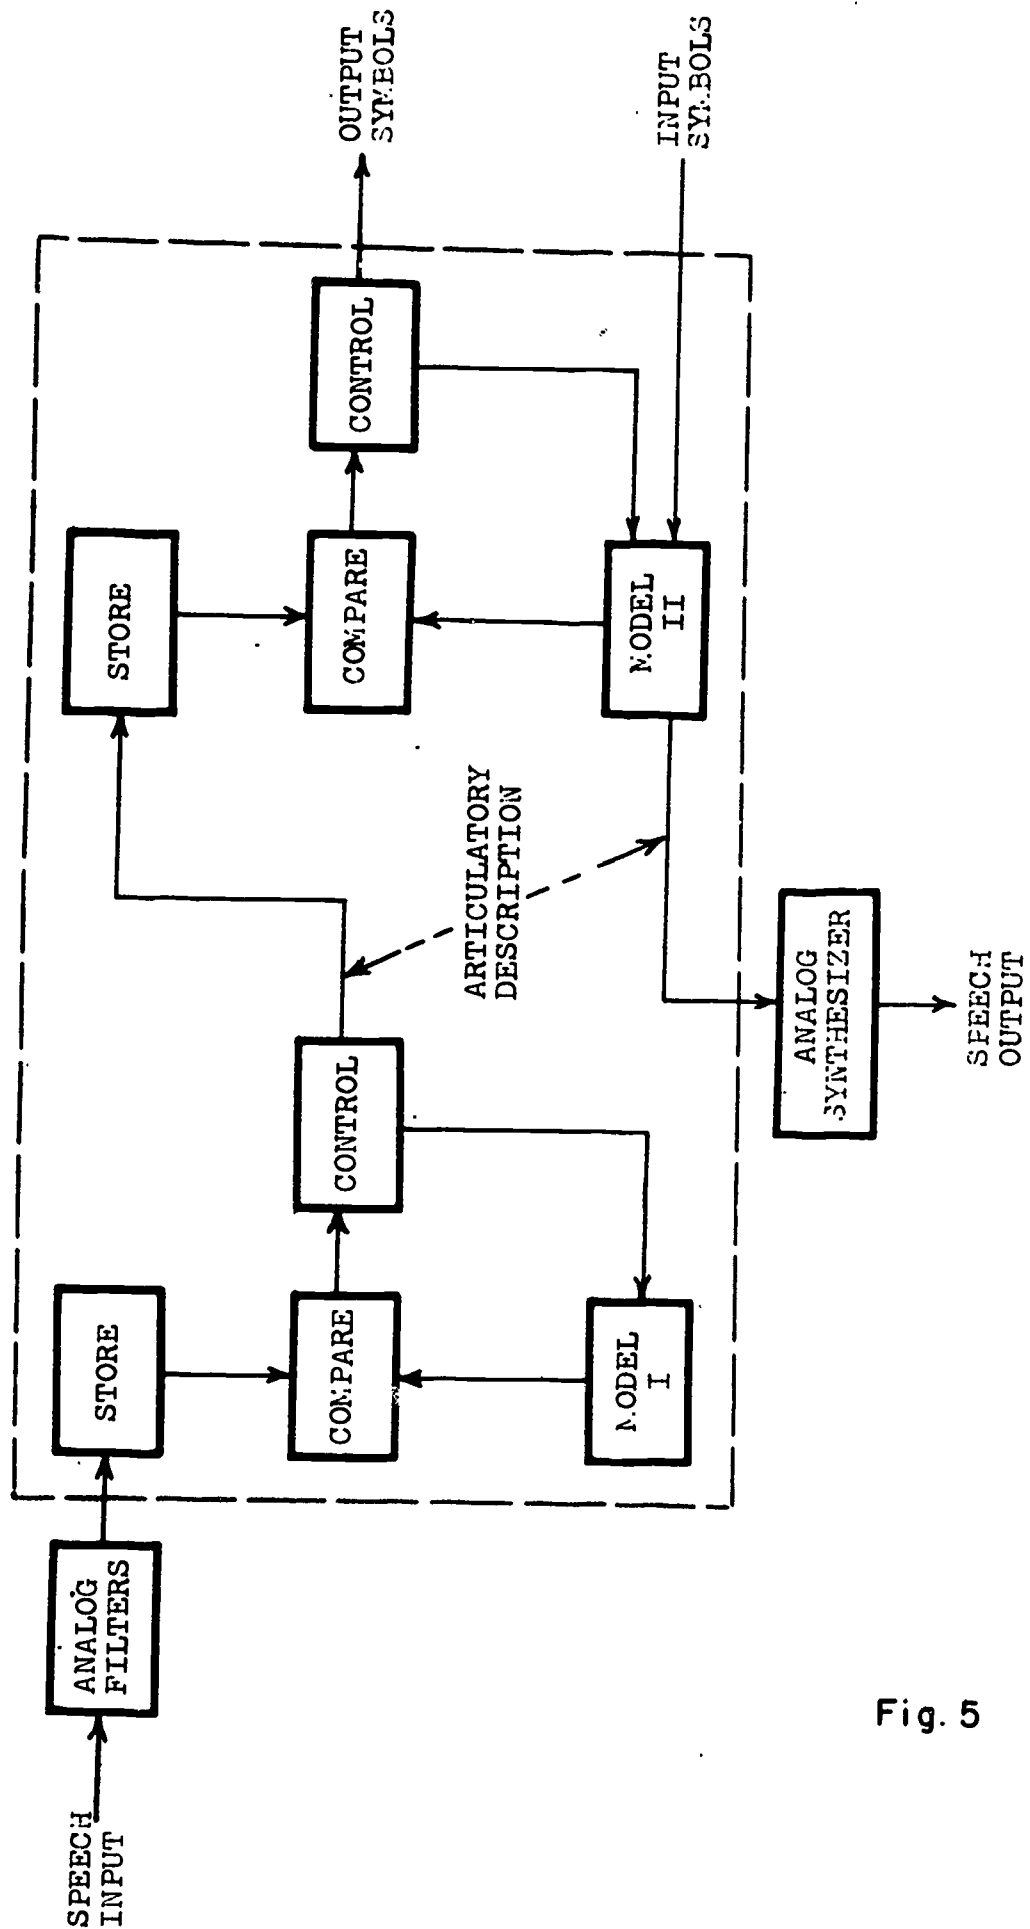 SPEECH
INPUT
ANALOG
FILTERS
STORE
COMPARE
MODEL
I
CONTROL
ARTICULATORY
DESCRIPTION
STORE
COMPARE
MODEL
II
CONTROL
OUTPUT
SYMBOLS
INPUT
SYMBOLS
ANALOG
SYNTHESIZER
SPEECH
OUTPUT
Fig. 5